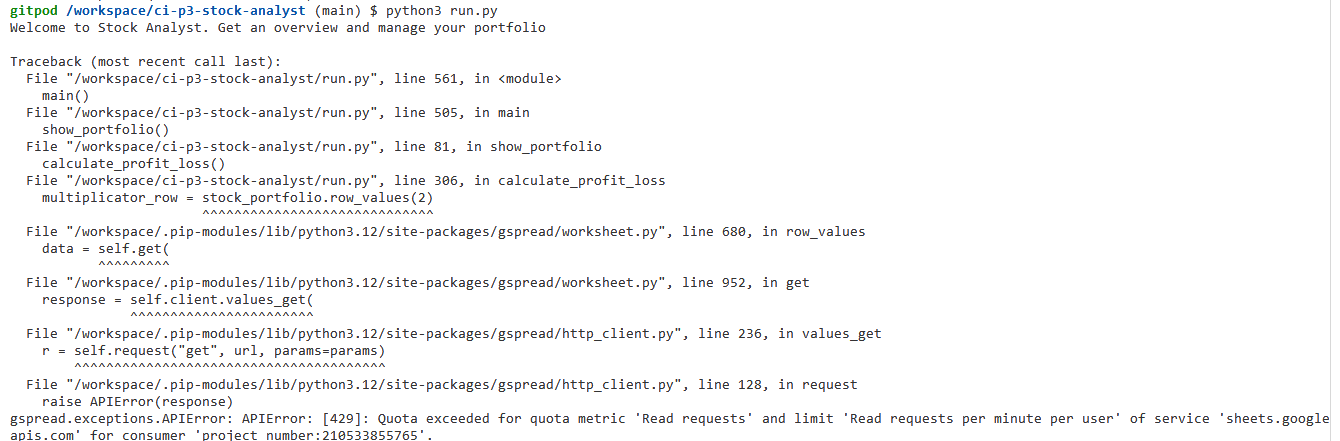 gitpod /workspace/ci-p3-stock-analyst (main) $ python3 run.py
Welcome to Stock Analyst. Get an overview and manage your portfolio
Traceback (most recent call last):
  File "/workspace/ci-p3-stock-analyst/run.py", line 561, in <module>
    main()
  File "/workspace/ci-p3-stock-analyst/run.py", line 505, in main
    show_portfolio()
  File "/workspace/ci-p3-stock-analyst/run.py", line 81, in show_portfolio
    calculate_profit_loss()
  File "/workspace/ci-p3-stock-analyst/run.py", line 306, in calculate_profit_loss
    multiplicator_row = stock_portfolio.row_values(2)
                        ^^^^^^^^^^^^^^^^^^^^^^^^^^^^^
  File "/workspace/.pip-modules/lib/python3.12/site-packages/gspread/worksheet.py", line 680, in row_values
    data = self.get(
           ^^^^^^^^^
  File "/workspace/.pip-modules/lib/python3.12/site-packages/gspread/worksheet.py", line 952, in get
    response = self.client.values_get(
               ^^^^^^^^^^^^^^^^^^^^^^^
  File "/workspace/.pip-modules/lib/python3.12/site-packages/gspread/http_client.py", line 236, in values_get
    r = self.request("get", url, params=params)
        ^^^^^^^^^^^^^^^^^^^^^^^^^^^^^^^^^^^^^^^
  File "/workspace/.pip-modules/lib/python3.12/site-packages/gspread/http_client.py", line 128, in request
    raise APIError(response)
gspread.exceptions.APIError: APIError: [429]: Quota exceeded for quota metric 'Read requests' and limit 'Read requests per minute per user' of service 'sheets.google
apis.com' for consumer 'project_number:210533855765'.